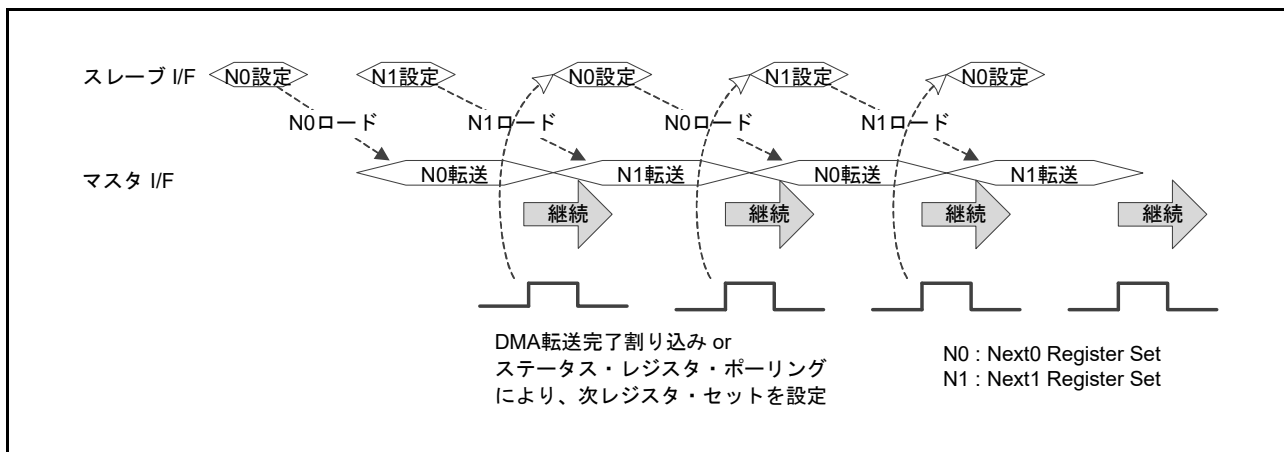 スレーブ I/F
N0設定
N1設定
N0設定
N1設定
N0設定
N0ロード
N1ロード
N0ロード
N1ロード
マスタ I/F
N0転送
N1転送
N0転送
N1転送
継続
継続
継続
継続
DMA転送完了割り込み or
ステータス・レジスタ・ポーリング
により、次レジスタ・セットを設定
N0 : Next0 Register Set
N1 : Next1 Register Set